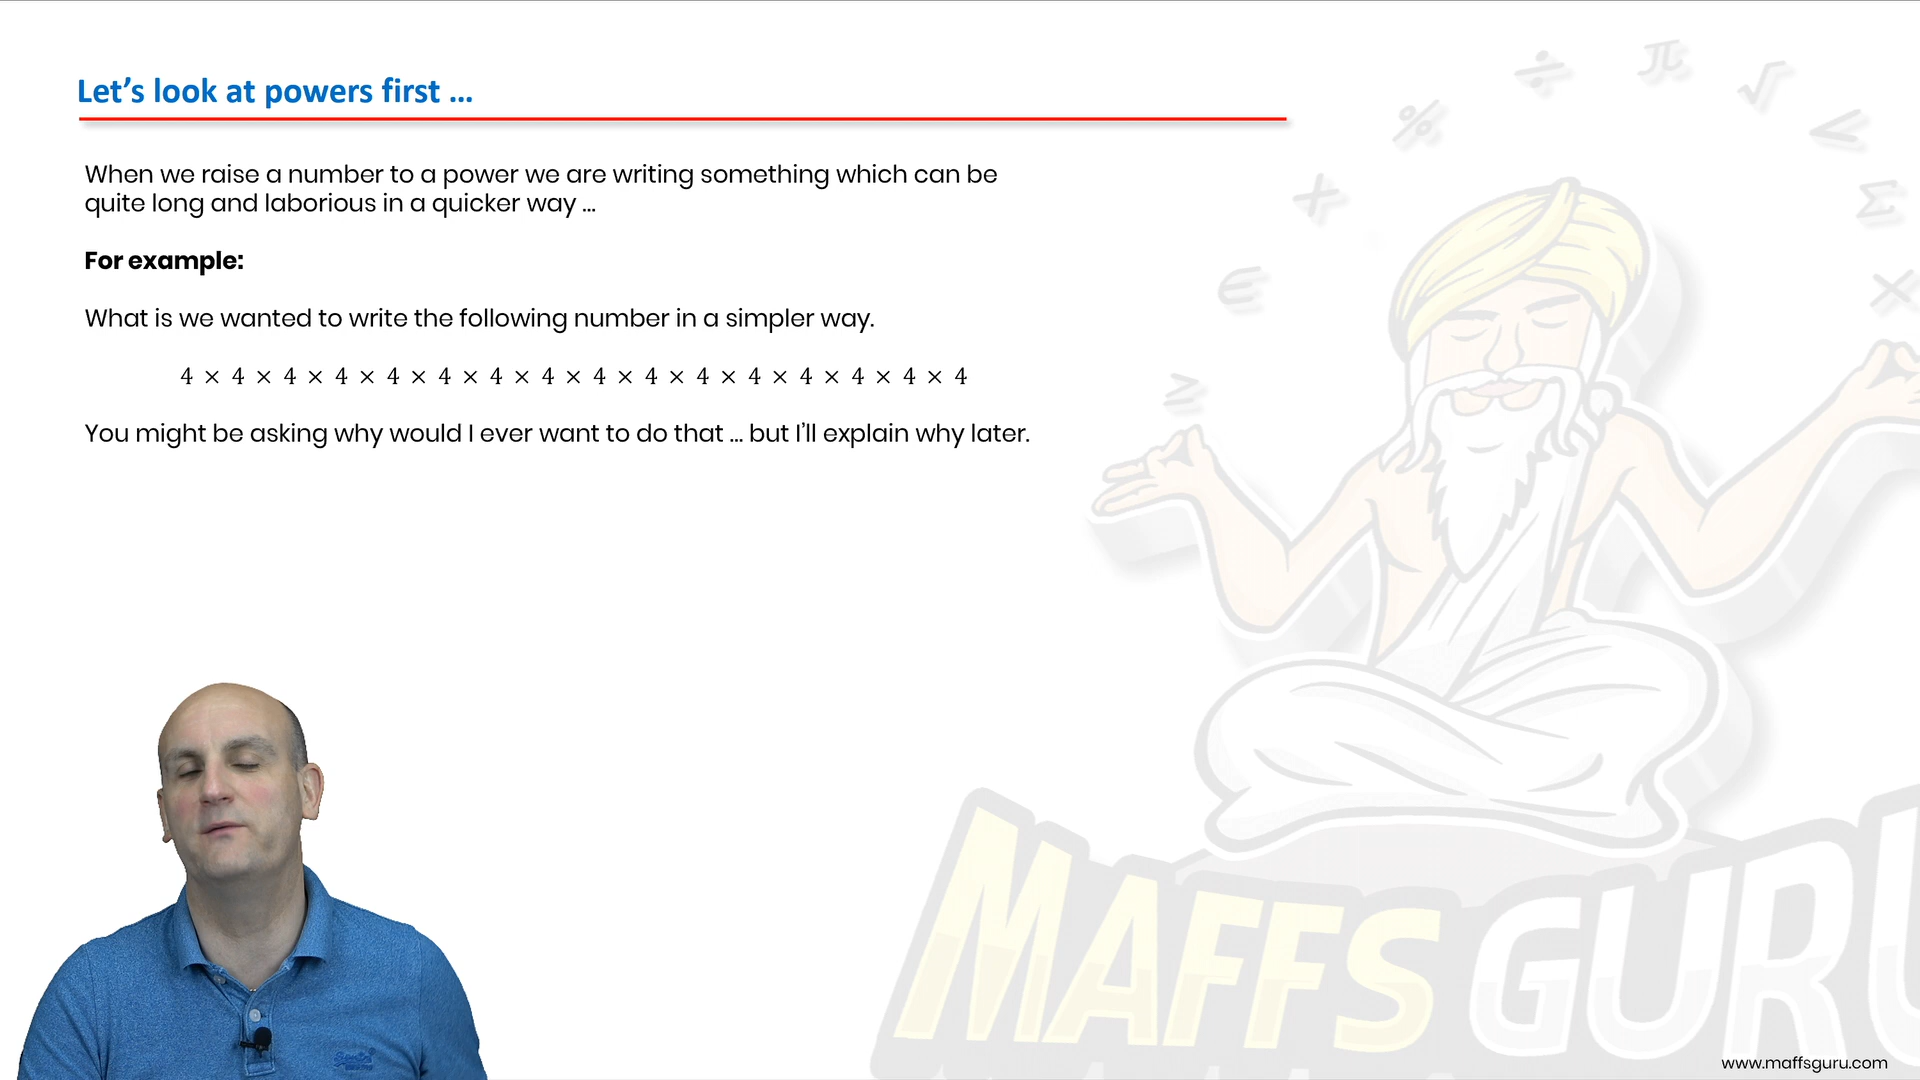 Let's look at powers first ...
When we raise a number to a power we are writing something which can be
quite long and laborious in a quicker way ...
For example:
What is we wanted to write the following number in a simpler way.
4 × 4 × 4 × 4 × 4 × 4 × 4 × 4 × 4 × 4 × 4 × 4 × 4 × 4 × 4 × 4
You might be asking why would I ever want to do that ... but I'll explain why later.
MAFFS GURU
www.maffsguru.com